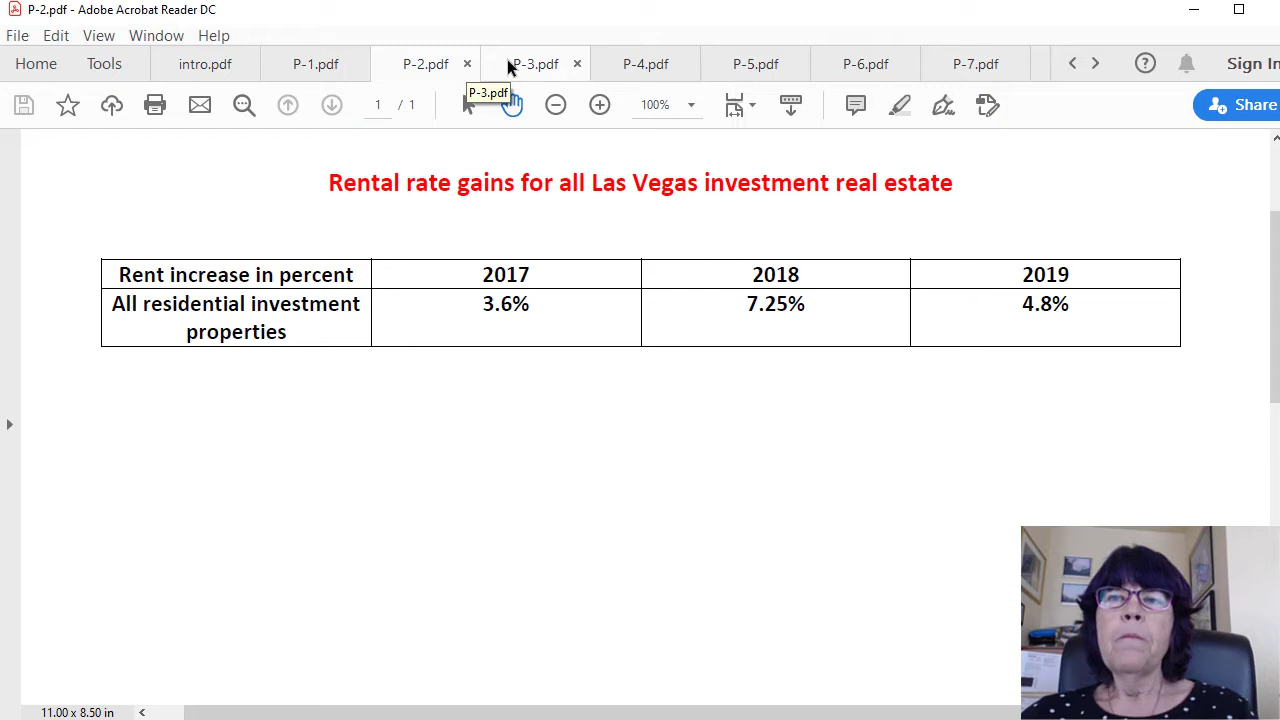 P-2.pdf - Adobe Acrobat Reader DC
File Edit View Window Help
Home Tools intro.pdf P-1.pdf P-2.pdf P-3.pdf P-4.pdf P-5.pdf P-6.pdf P-7.pdf Sign In
P-3.pdf
1 / 1 100% Share
Rental rate gains for all Las Vegas investment real estate
Rent increase in percent 2017 2018 2019
All residential investment 3.6% 7.25% 4.8%
properties
11.00 x 8.50 in